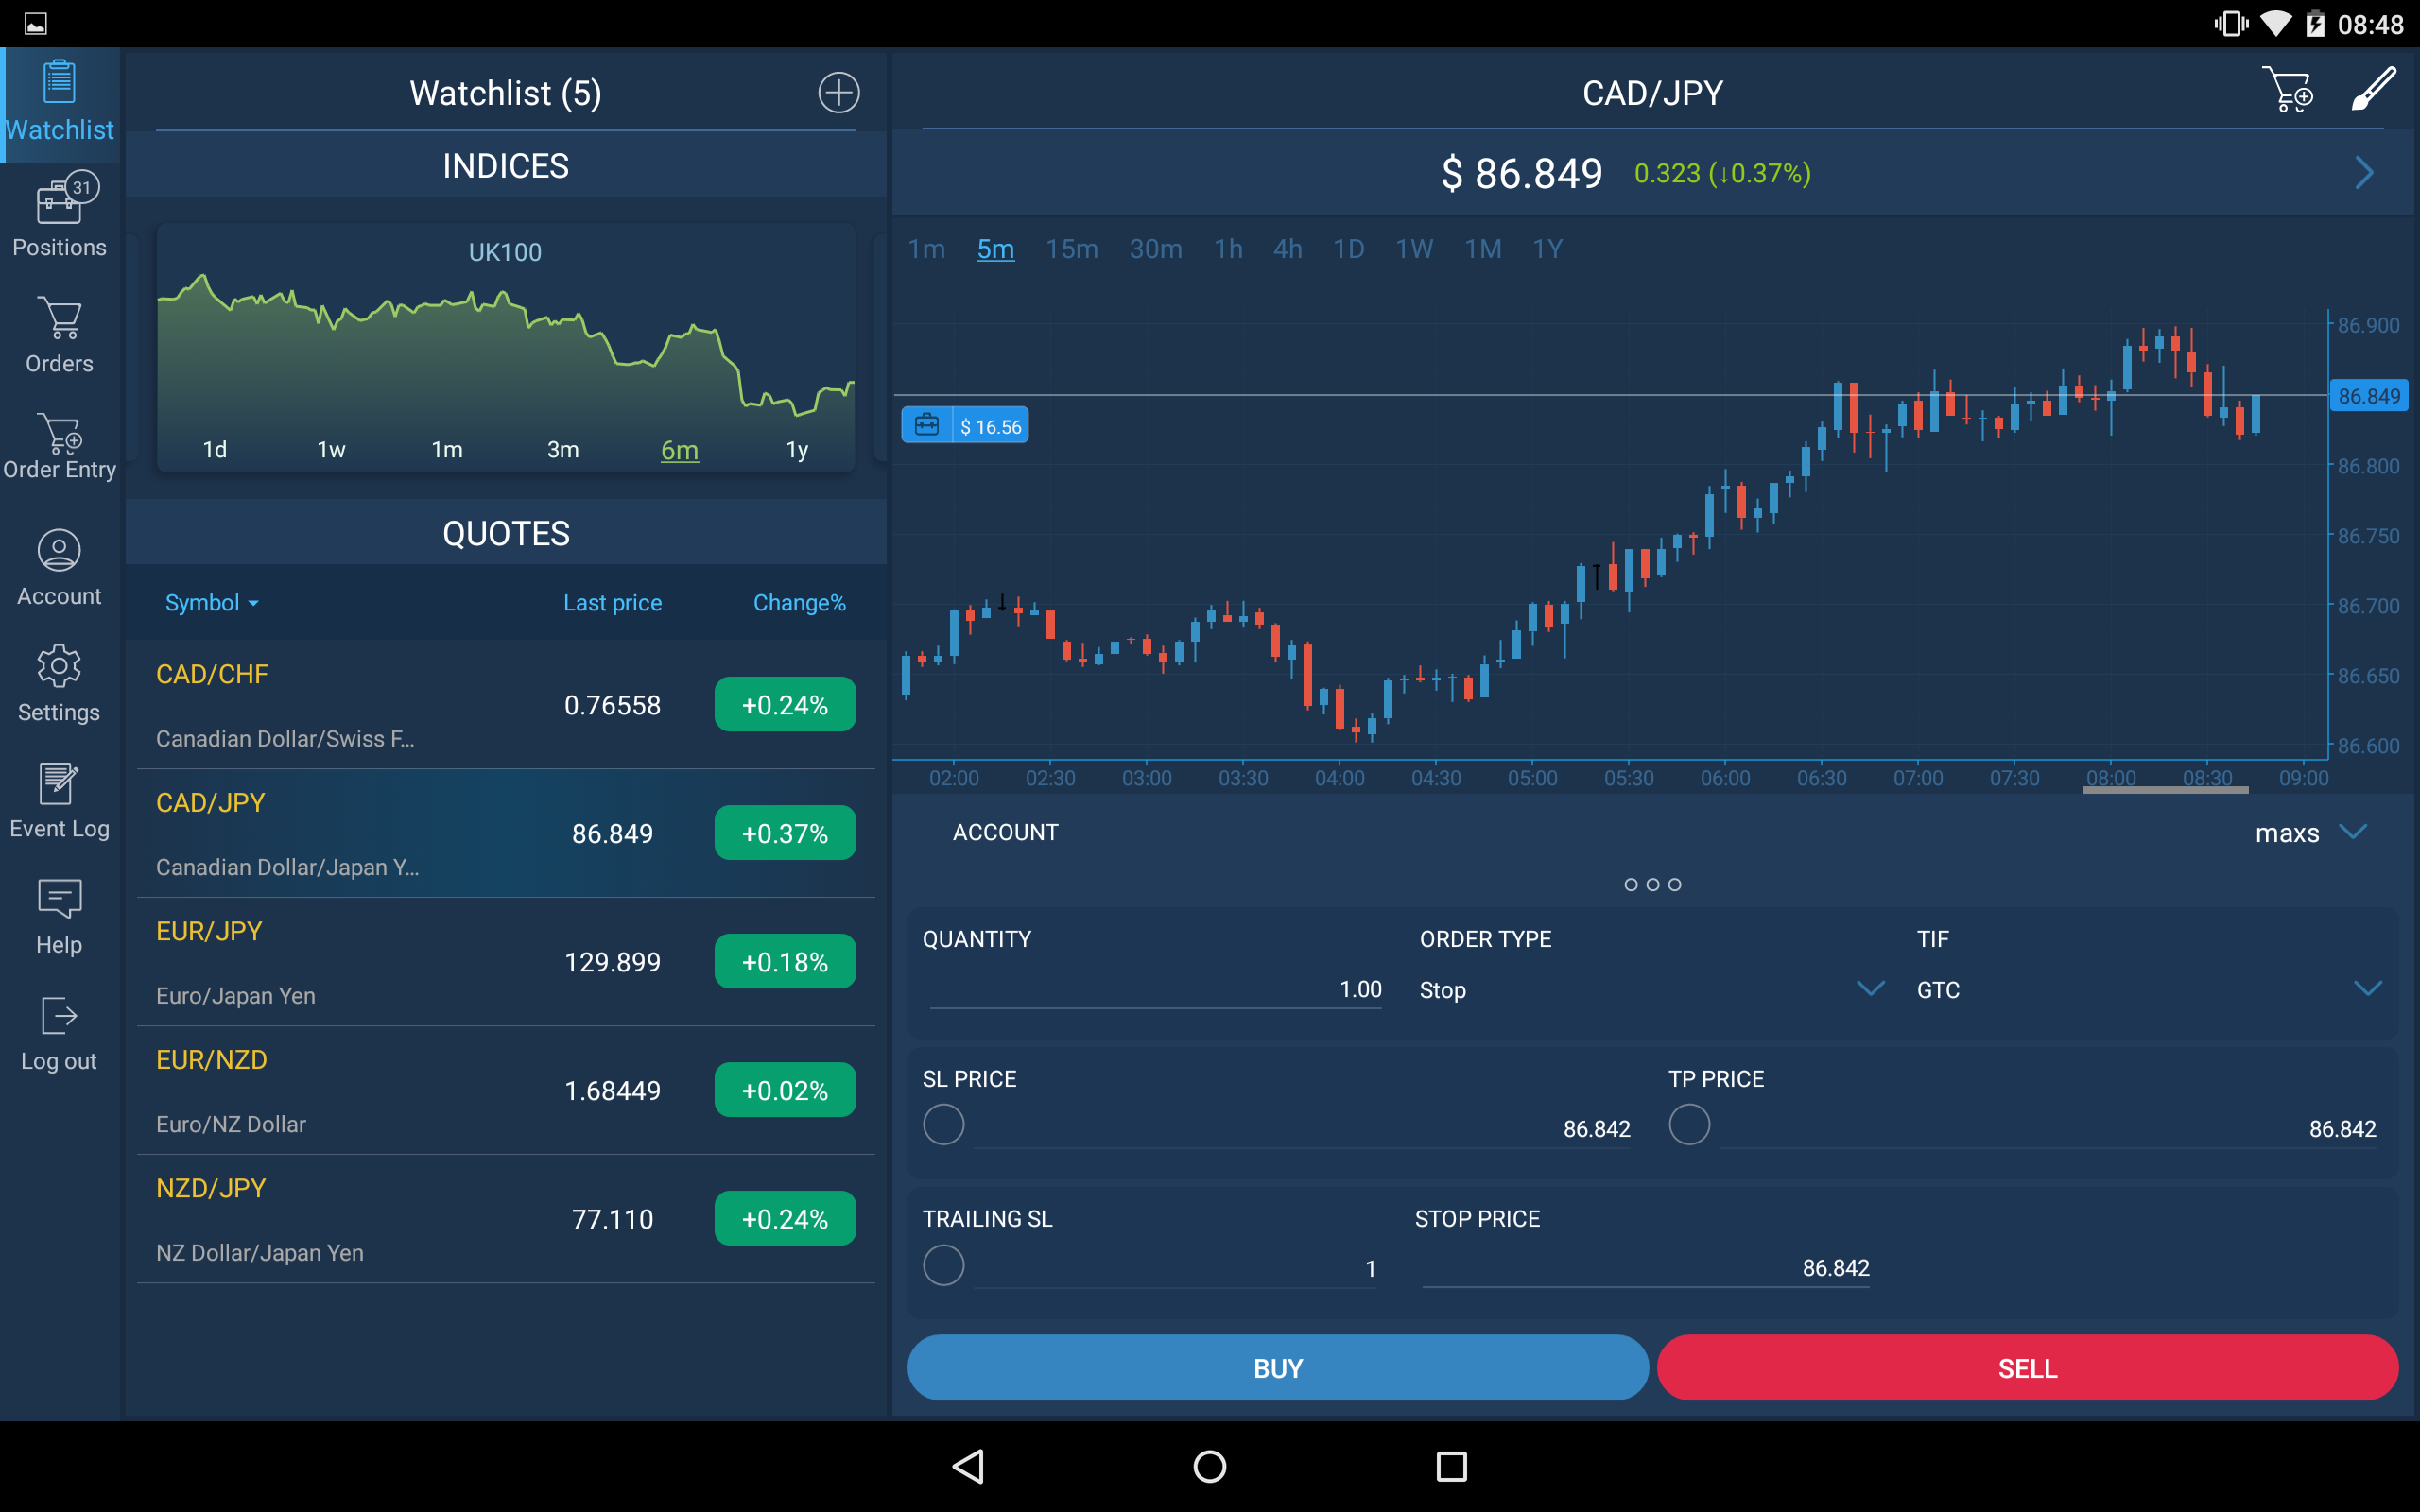 08:48
Watchlist
31
Positions
Orders
Order Entry
Account
Settings
Event Log
Help
Log out
Watchlist (5)
INDICES
UK100
1d 1w 1m 3m 6m 1y
QUOTES
Symbol Last price Change%
CAD/CHF
0.76558 +0.24%
Canadian Dollar/Swiss F...
CAD/JPY
86.849 +0.37%
Canadian Dollar/Japan Y...
EUR/JPY
129.899 +0.18%
Euro/Japan Yen
EUR/NZD
1.68449 +0.02%
Euro/NZ Dollar
NZD/JPY
77.110 +0.24%
NZ Dollar/Japan Yen
CAD/JPY
$ 86.849 0.323 (↓0.37%)
1m 5m 15m 30m 1h 4h 1D 1W 1M 1Y
86.900
86.849
$ 16.56
86.800
86.750
86.700
86.650
86.600
02:00 02:30 03:00 03:30 04:00 04:30 05:00 05:30 06:00 06:30 07:00 07:30 08:00 08:30 09:00
ACCOUNT maxs
QUANTITY ORDER TYPE TIF
1.00 Stop GTC
SL PRICE TP PRICE
86.842 86.842
TRAILING SL STOP PRICE
1 86.842
BUY SELL